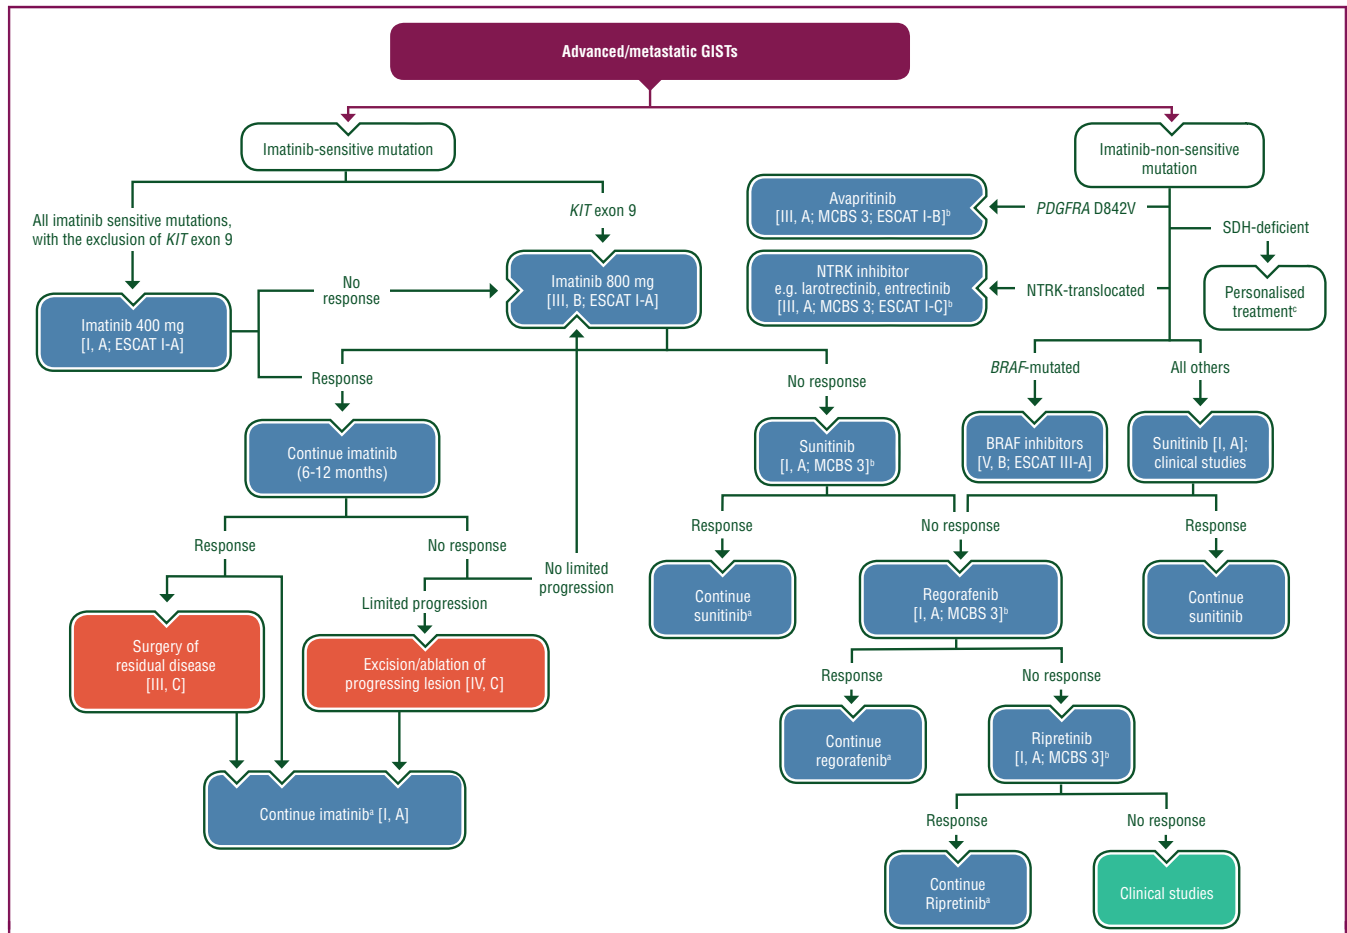 Advanced/metastatic GISTs
Imatinib-sensitive mutation
Imatinib-non-sensitive
mutation
All imatinib sensitive mutations,
with the exclusion of KIT exon 9
KIT exon 9
Avapritinib
[III, A; MCBS 3; ESCAT I-B]ᵇ
PDGFRA D842V
SDH-deficient
Imatinib 400 mg
[I, A; ESCAT I-A]
No
response
Imatinib 800 mg
[III, B; ESCAT I-A]
NTRK inhibitor
e.g. larotrectinib, entrectinib
[III, A; MCBS 3; ESCAT I-C]ᵇ
NTRK-translocated
Personalised
treatmentᶜ
Response
No response
BRAF-mutated
All others
Continue imatinib
(6-12 months)
Sunitinib
[I, A; MCBS 3]ᵇ
BRAF inhibitors
[V, B; ESCAT III-A]
Sunitinib [I, A];
clinical studies
Response
No response
No limited
progression
Response
No response
Response
Limited progression
Continue
sunitinibᵃ
Regorafenib
[I, A; MCBS 3]ᵇ
Continue
sunitinib
Surgery of
residual disease
[III, C]
Excision/ablation of
progressing lesion [IV, C]
Response
No response
Continue
regorafenibᵃ
Ripretinib
[I, A; MCBS 3]ᵇ
Continue imatinibᵃ [I, A]
Response
No response
Continue
Ripretinibᵃ
Clinical studies